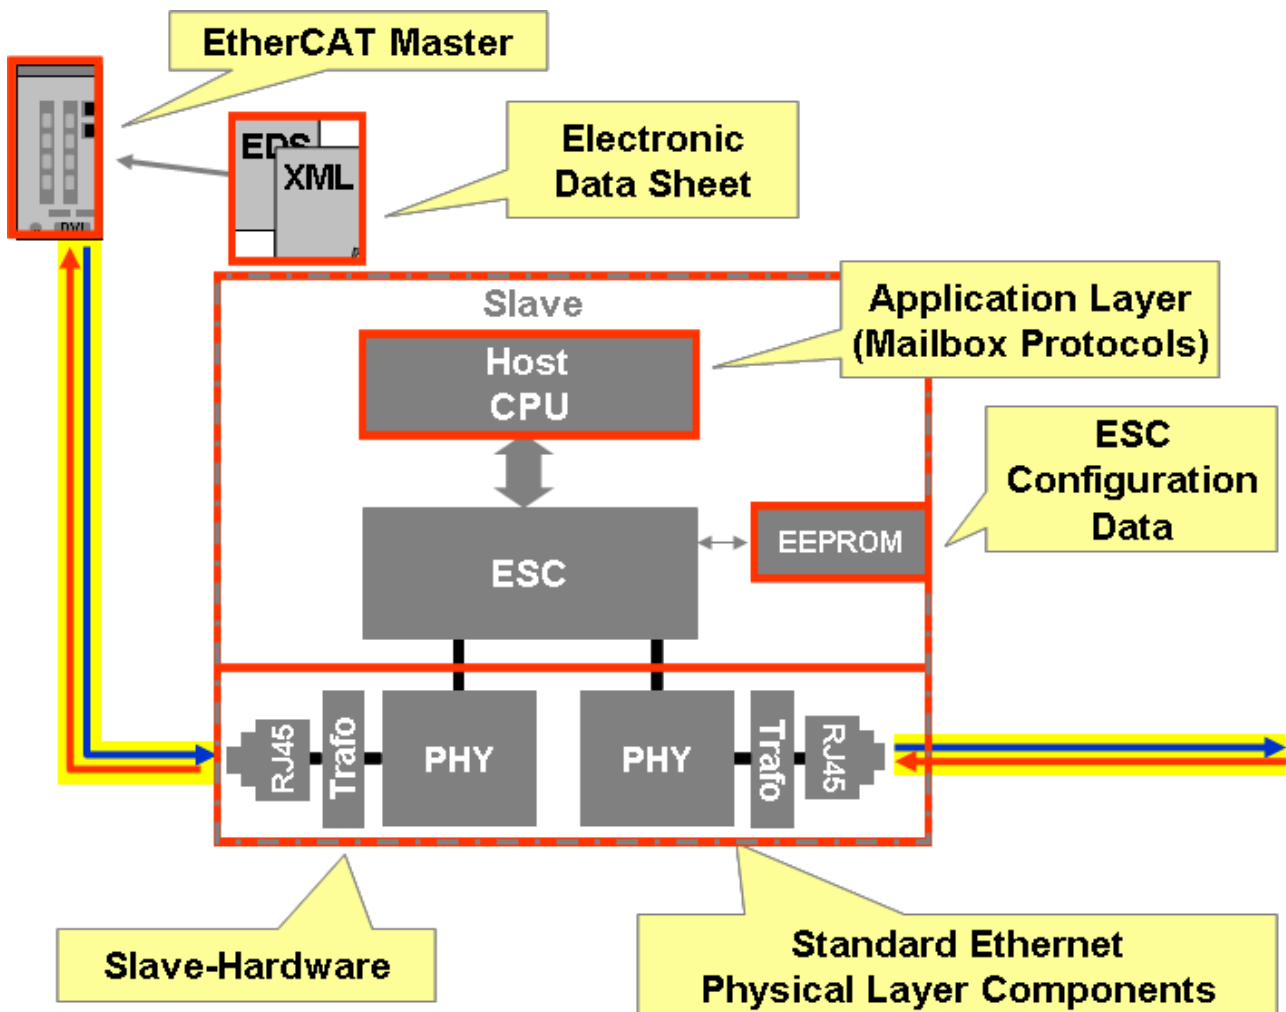 EtherCAT Master
EDS
XML
Electronic
Data Sheet
Slave
Host
CPU
Application Layer
(Mailbox Protocols)
ESC
Configuration
Data
ESC
EEPROM
RJ45
Trafo
PHY
PHY
Trafo
RJ45
Slave-Hardware
Standard Ethernet
Physical Layer Components